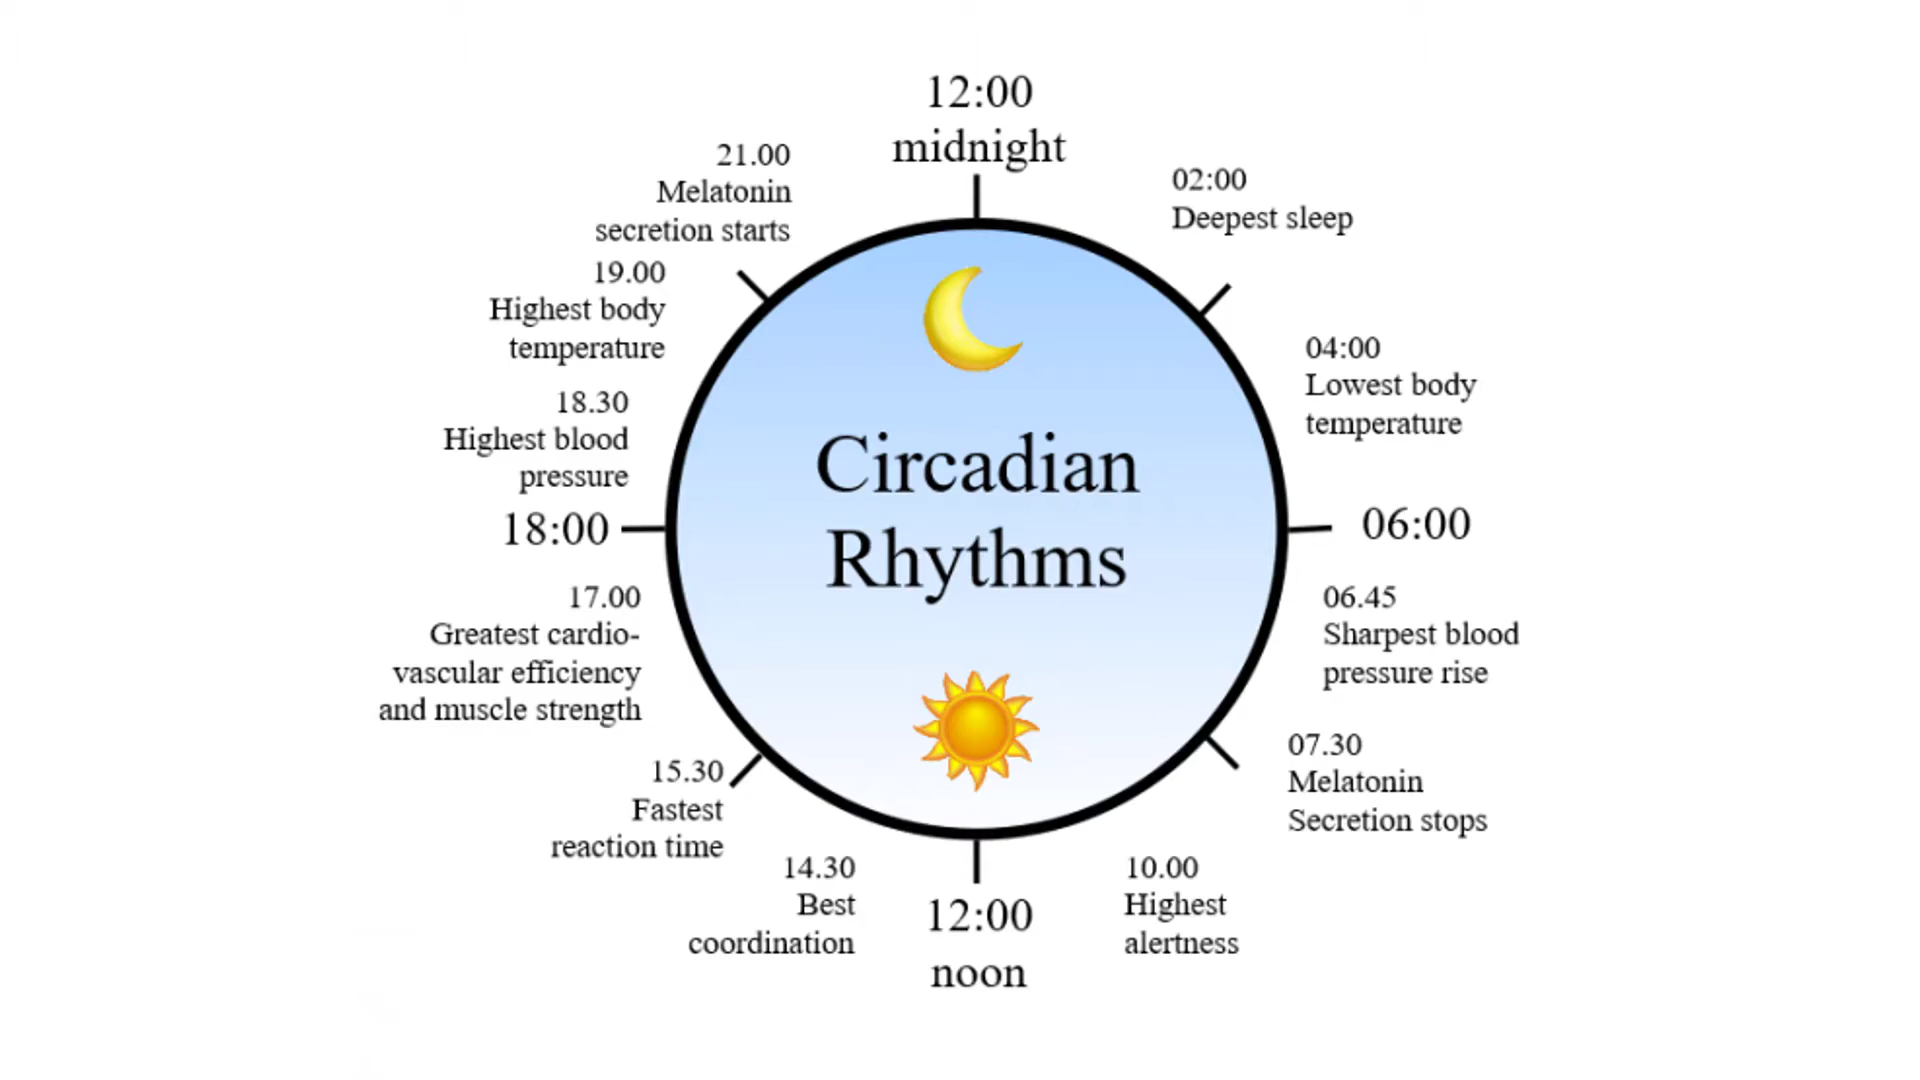 12:00
midnight
02:00
Deepest sleep
04:00
Lowest body
temperature
06:00
06.45
Sharpest blood
pressure rise
07.30
Melatonin
Secretion stops
10.00
Highest
alertness
12:00
noon
14.30
Best
coordination
15.30
Fastest
reaction time
17.00
Greatest cardio-
vascular efficiency
and muscle strength
18:00
18.30
Highest blood
pressure
19.00
Highest body
temperature
21.00
Melatonin
secretion starts
Circadian
Rhythms